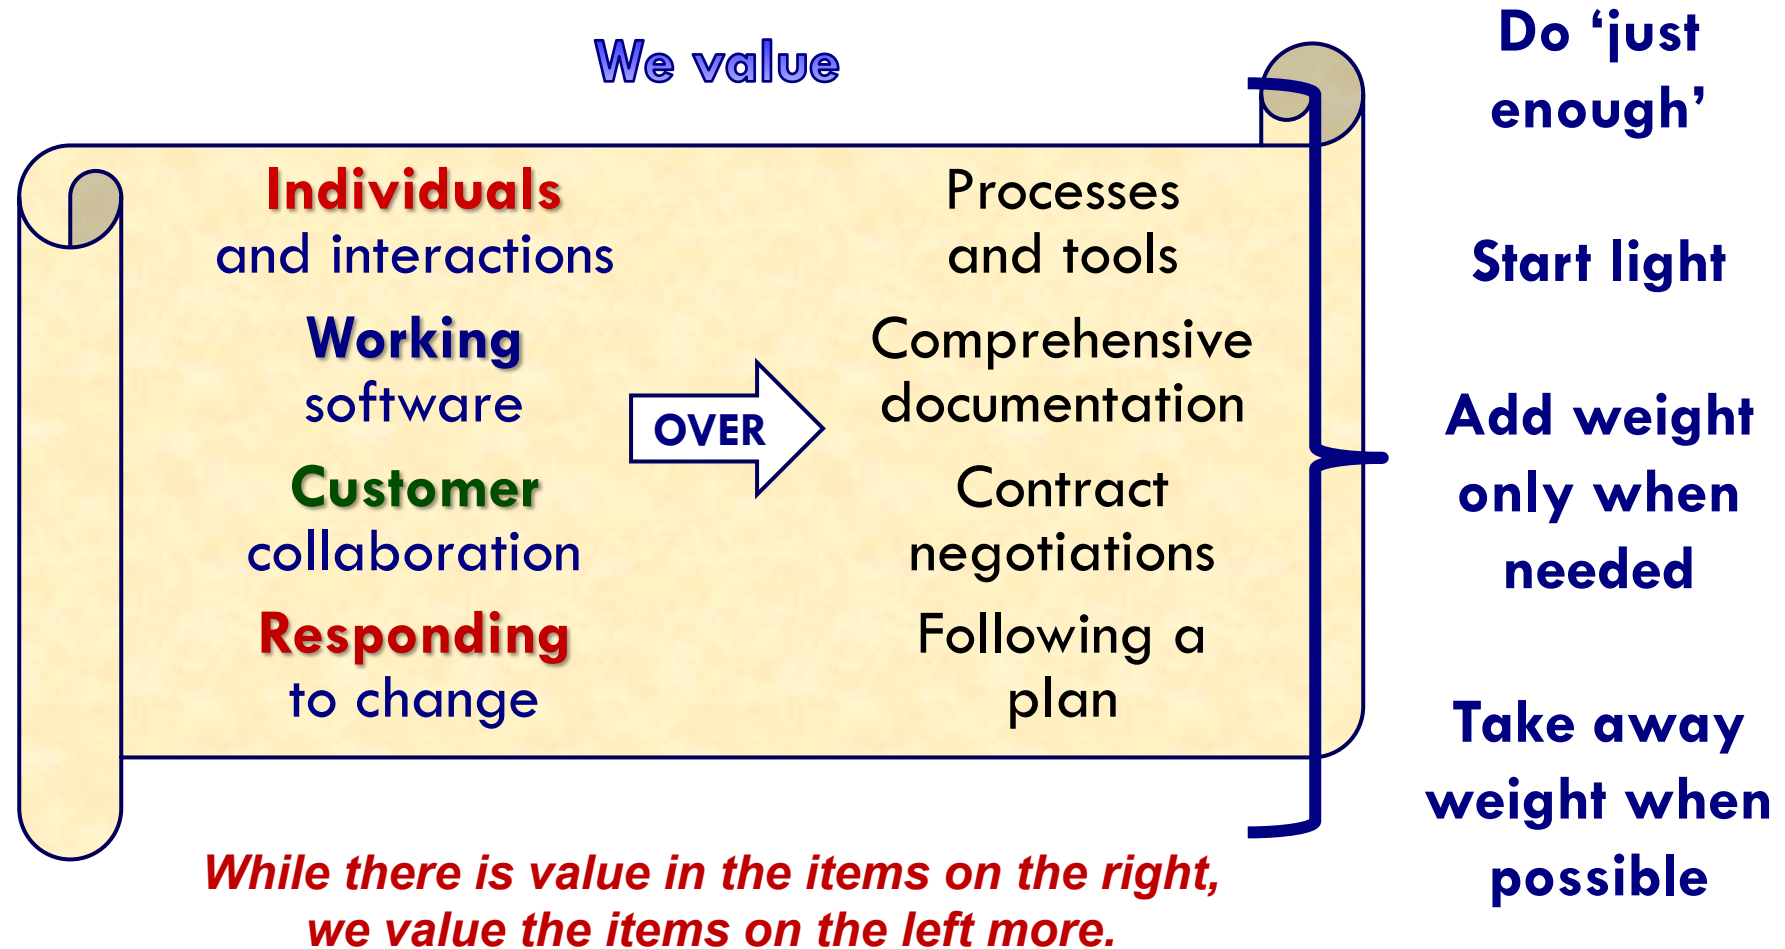 We value
Individuals
and interactions
Working
software
Customer
collaboration
Responding
to change
OVER
Processes
and tools
Comprehensive
documentation
Contract
negotiations
Following a
plan
While there is value in the items on the right,
we value the items on the left more.
Do ‘just
enough’
Start light
Add weight
only when
needed
Take away
weight when
possible